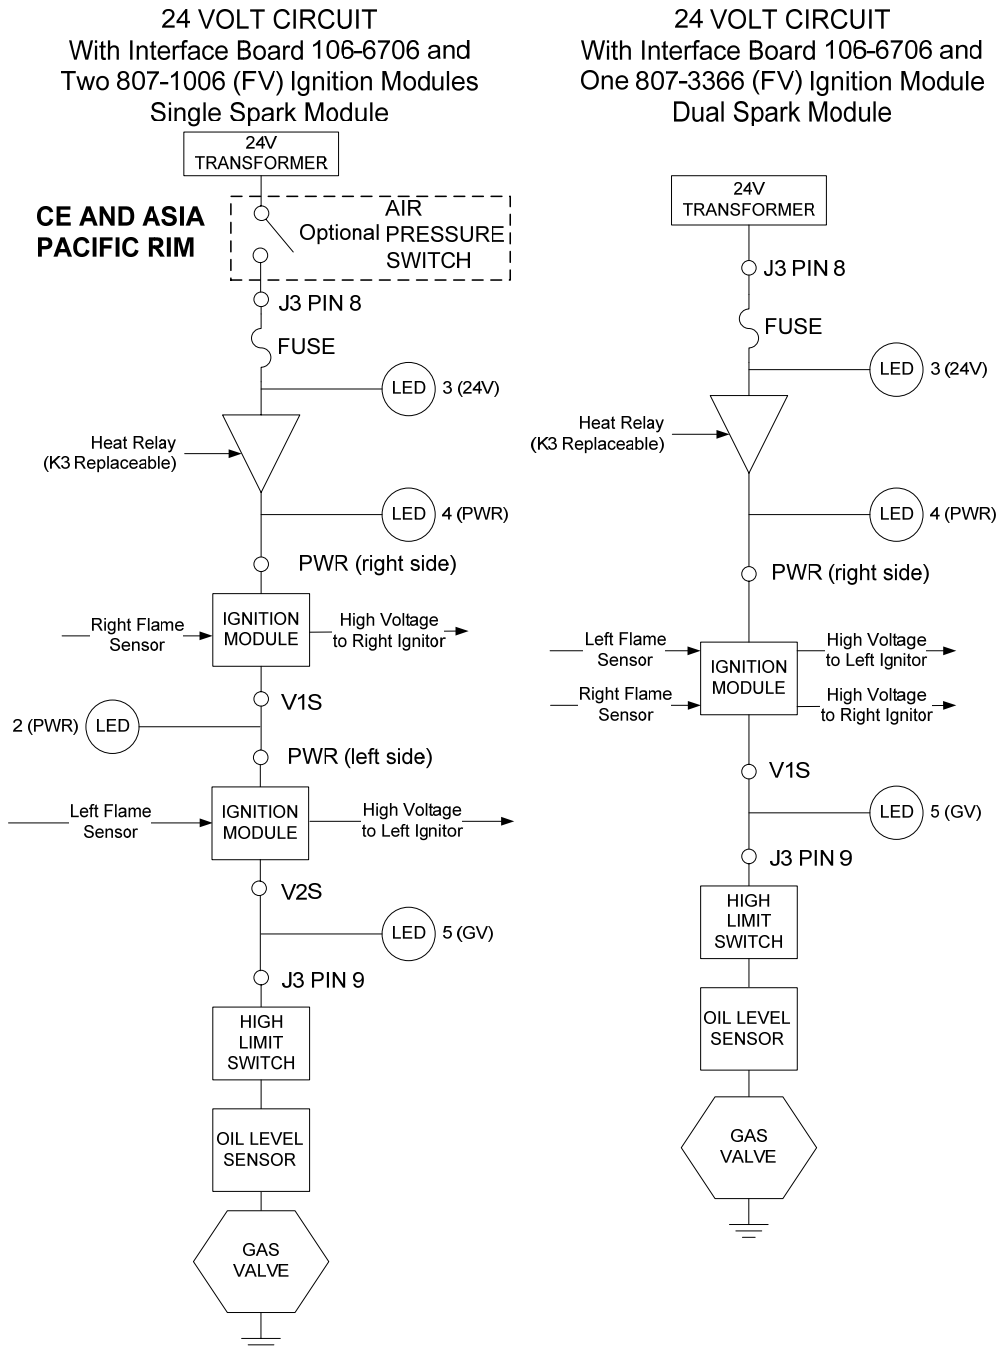 24 VOLT CIRCUIT
With Interface Board 106-6706 and
Two 807-1006 (FV) Ignition Modules
Single Spark Module
24V
TRANSFORMER
CE AND ASIA
PACIFIC RIM
Optional
AIR
PRESSURE
SWITCH
J3 PIN 8
FUSE
LED
3 (24V)
Heat Relay
(K3 Replaceable)
LED
4 (PWR)
PWR (right side)
Right Flame
Sensor
IGNITION
MODULE
High Voltage
to Right Ignitor
V1S
2 (PWR)
LED
PWR (left side)
Left Flame
Sensor
IGNITION
MODULE
High Voltage
to Left Ignitor
V2S
LED
5 (GV)
J3 PIN 9
HIGH
LIMIT
SWITCH
OIL LEVEL
SENSOR
GAS
VALVE
24 VOLT CIRCUIT
With Interface Board 106-6706 and
One 807-3366 (FV) Ignition Module
Dual Spark Module
24V
TRANSFORMER
J3 PIN 8
FUSE
LED
3 (24V)
Heat Relay
(K3 Replaceable)
LED
4 (PWR)
PWR (right side)
Left Flame
Sensor
Right Flame
Sensor
IGNITION
MODULE
High Voltage
to Left Ignitor
High Voltage
to Right Ignitor
V1S
LED
5 (GV)
J3 PIN 9
HIGH
LIMIT
SWITCH
OIL LEVEL
SENSOR
GAS
VALVE